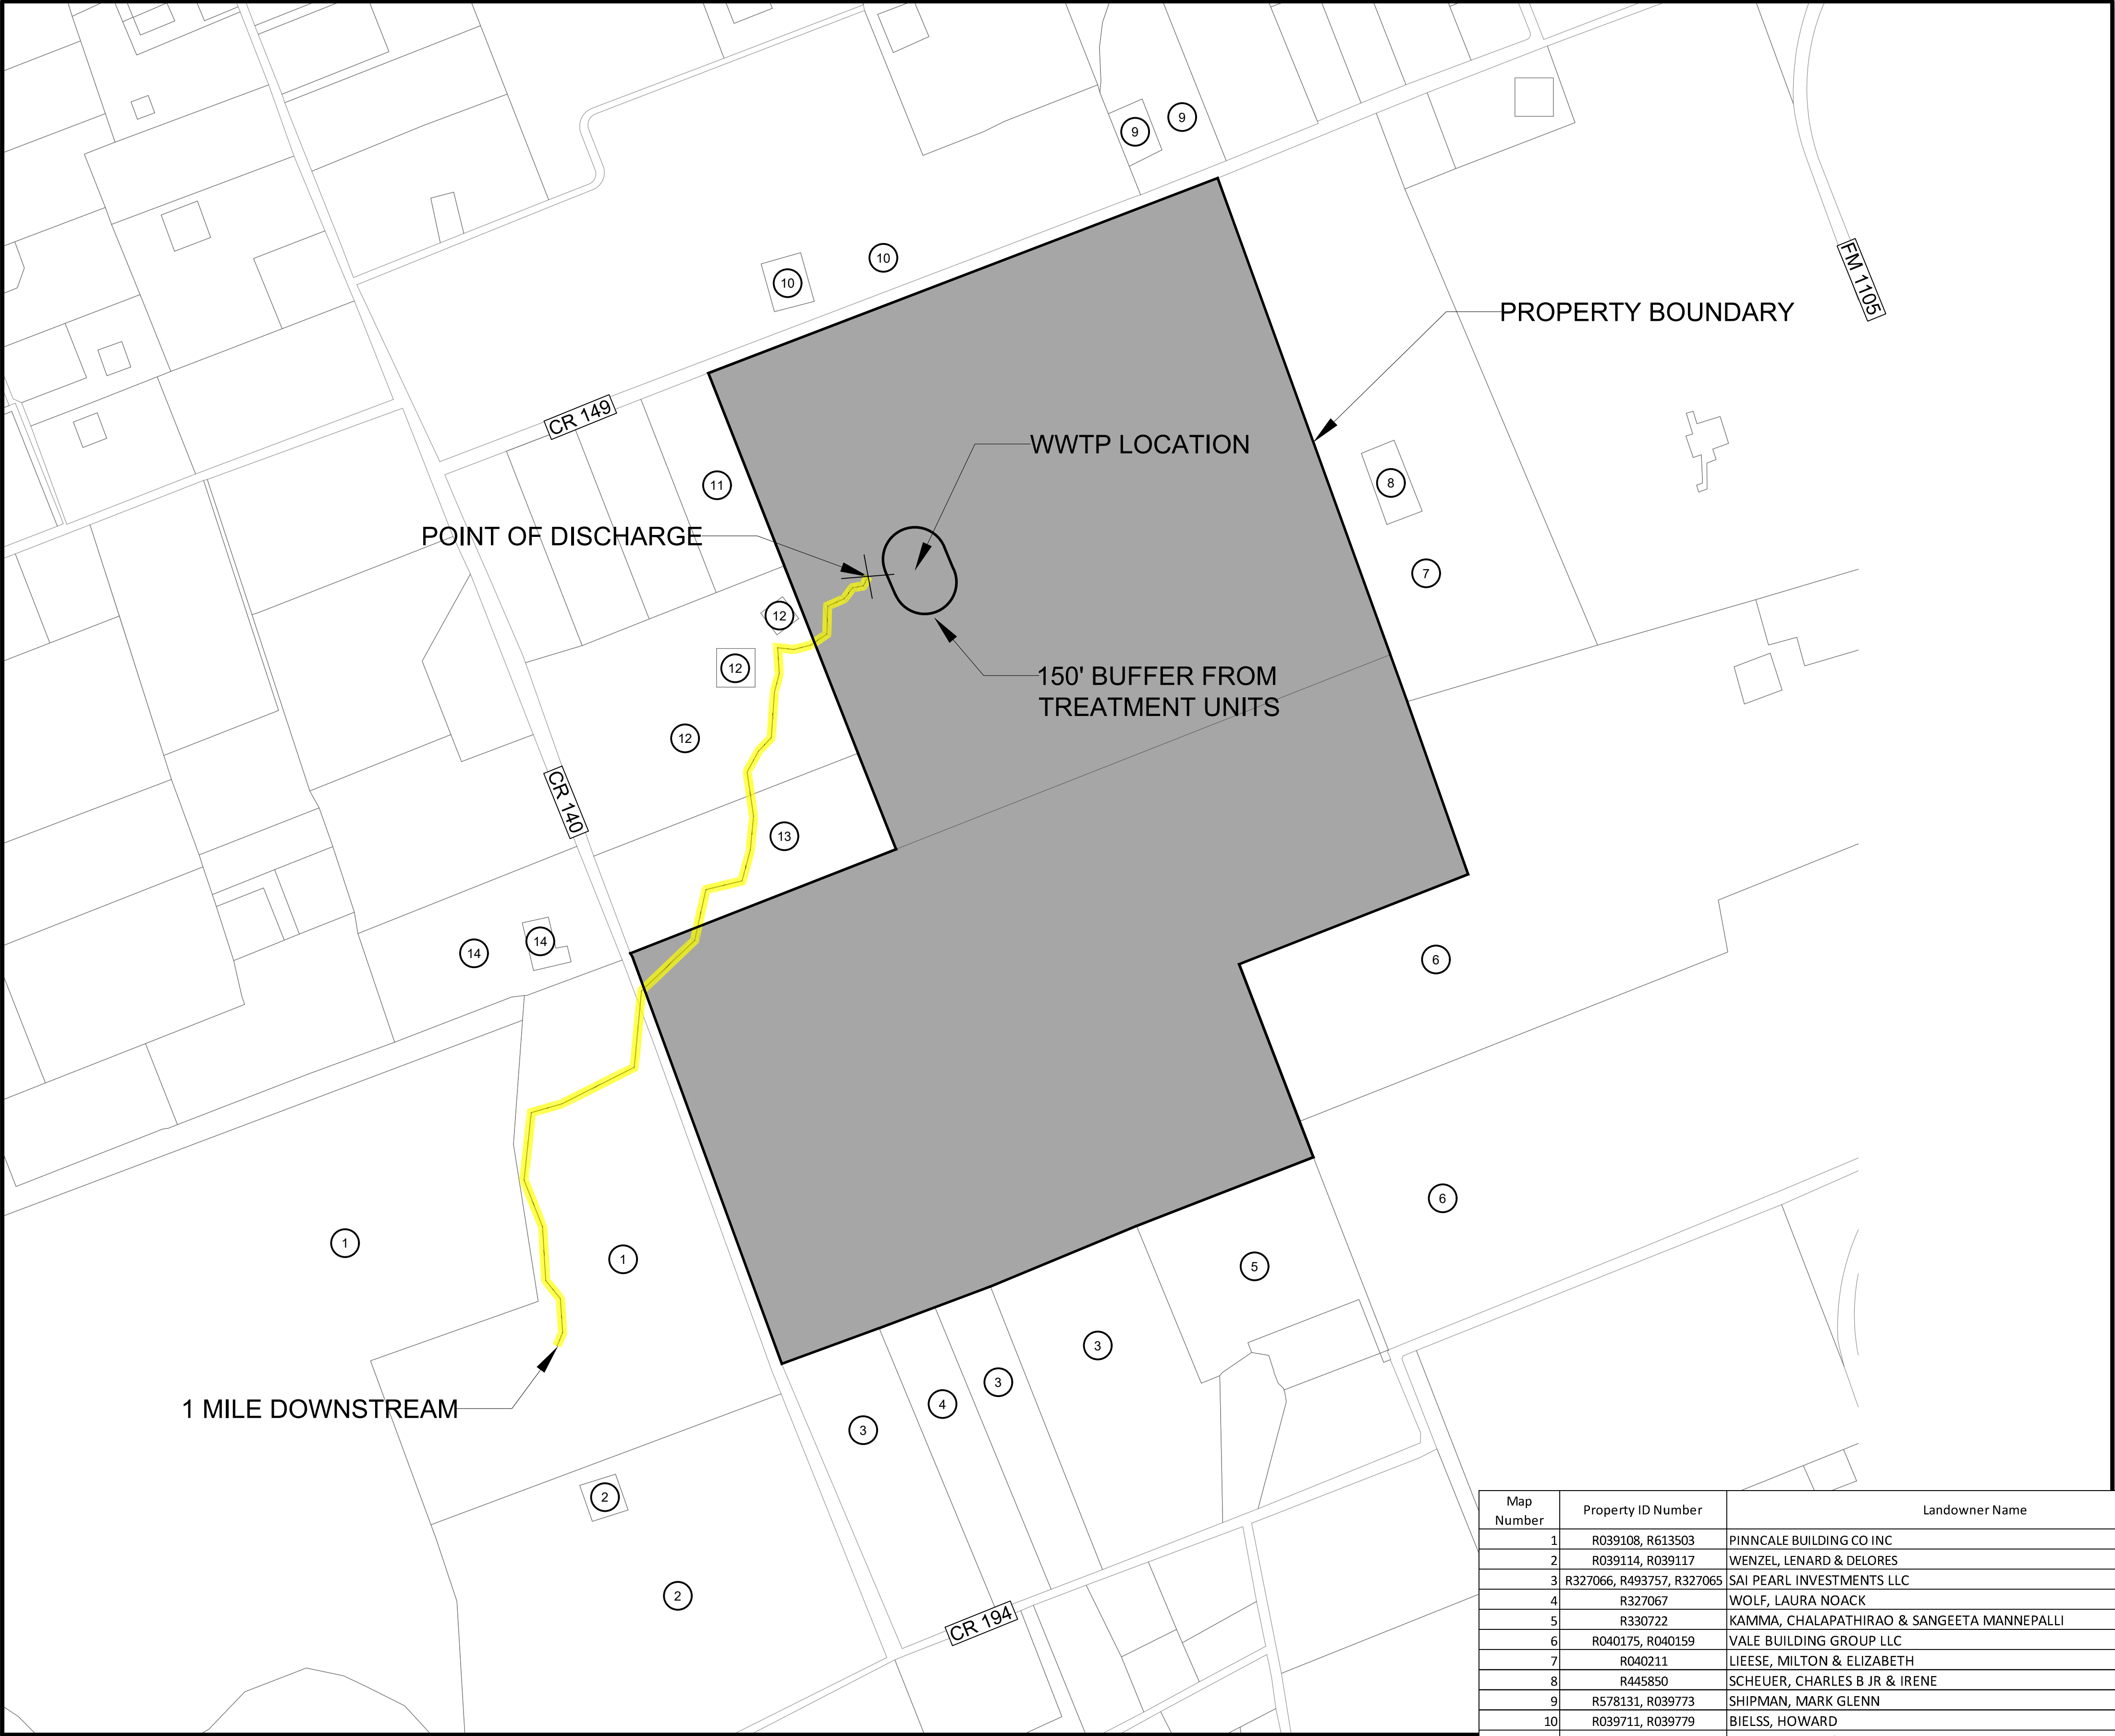 9
9
10
10
FM 1105
PROPERTY BOUNDARY
CR 149
WWTP LOCATION
11
8
POINT OF DISCHARGE
7
12
12
150' BUFFER FROM
TREATMENT UNITS
12
CR 140
13
14
14
6
6
1
1
5
3
3
4
3
1 MILE DOWNSTREAM
2
2
CR 194
Map Number Property ID Number Landowner Name
1 R039108, R613503 PINNCALE BUILDING CO INC
2 R039114, R039117 WENZEL, LENARD & DELORES
3 R327066, R493757, R327065 SAI PEARL INVESTMENTS LLC
4 R327067 WOLF, LAURA NOACK
5 R330722 KAMMA, CHALAPATHIRAO & SANGEETA MANNEPALLI
6 R040175, R040159 VALE BUILDING GROUP LLC
7 R040211 LIEESE, MILTON & ELIZABETH
8 R445850 SCHEUER, CHARLES B JR & IRENE
9 R578131, R039773 SHIPMAN, MARK GLENN
10 R039711, R039779 BIELSS, HOWARD